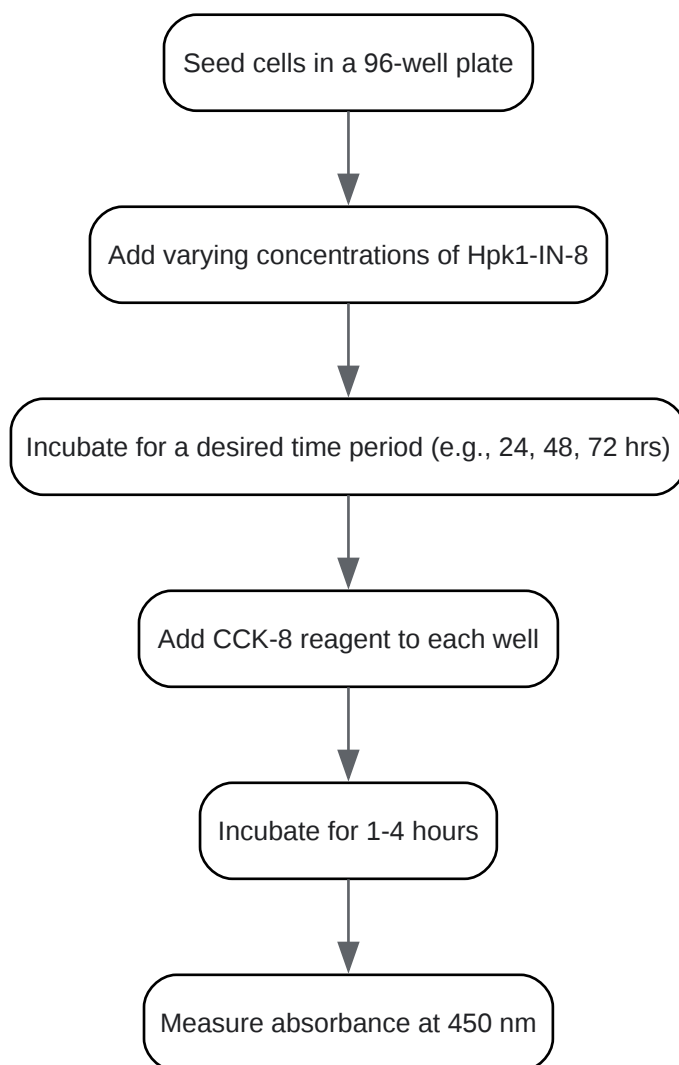 Seed cells in a 96-well plate
Add varying concentrations of Hpk1-IN-8
Incubate for a desired time period (e.g., 24, 48, 72 hrs)
Add CCK-8 reagent to each well
Incubate for 1-4 hours
Measure absorbance at 450 nm